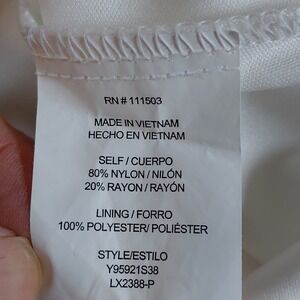 RN # 111503
MADE IN VIETNAM
HECHO EN VIETNAM
SELF / CUERPO
80% NYLON / NILÓN
20% RAYON / RAYÓN
LINING / FORRO
100% POLYESTER/ POLIÉSTER
STYLE/ESTILO
Y95921S38
LX2388-P